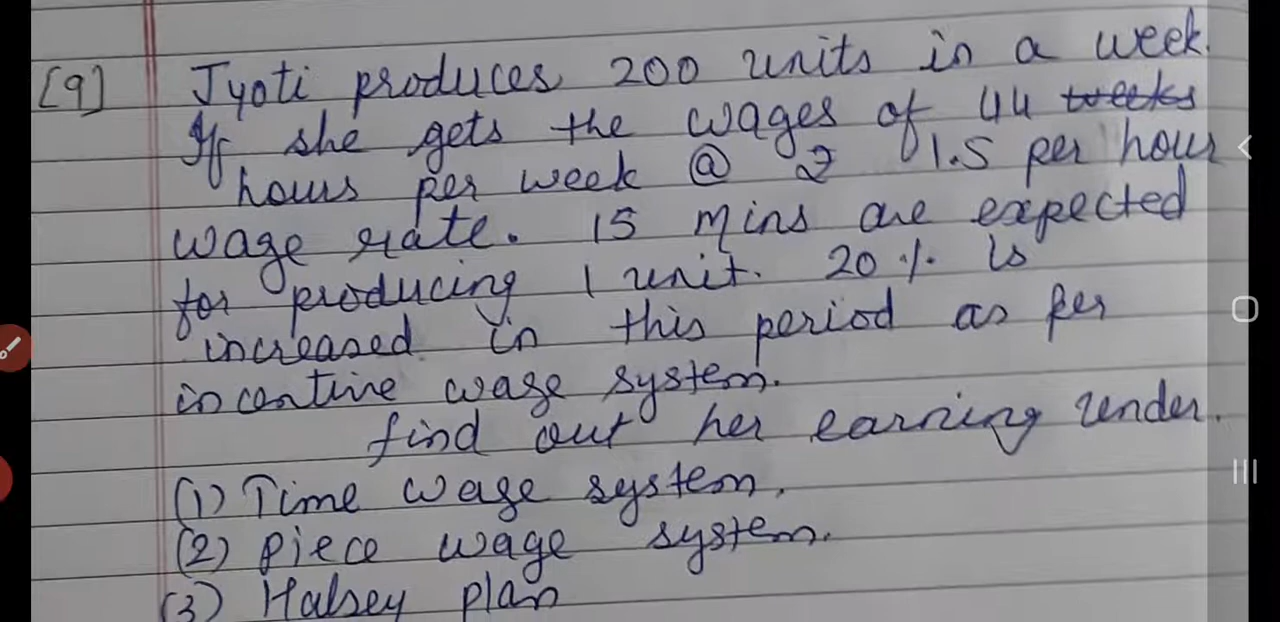 [9] Jyoti produces 200 units in a week.
If she gets the wages of 44 weeks
hours per week @ ₹ 1.5 per hour
wage rate. 15 mins are expected
for producing 1 unit. 20% is
increased in this period as per
incentive wage system.
find out her earning under.
(1) Time wage system.
(2) piece wage system.
(3) Halsey plan